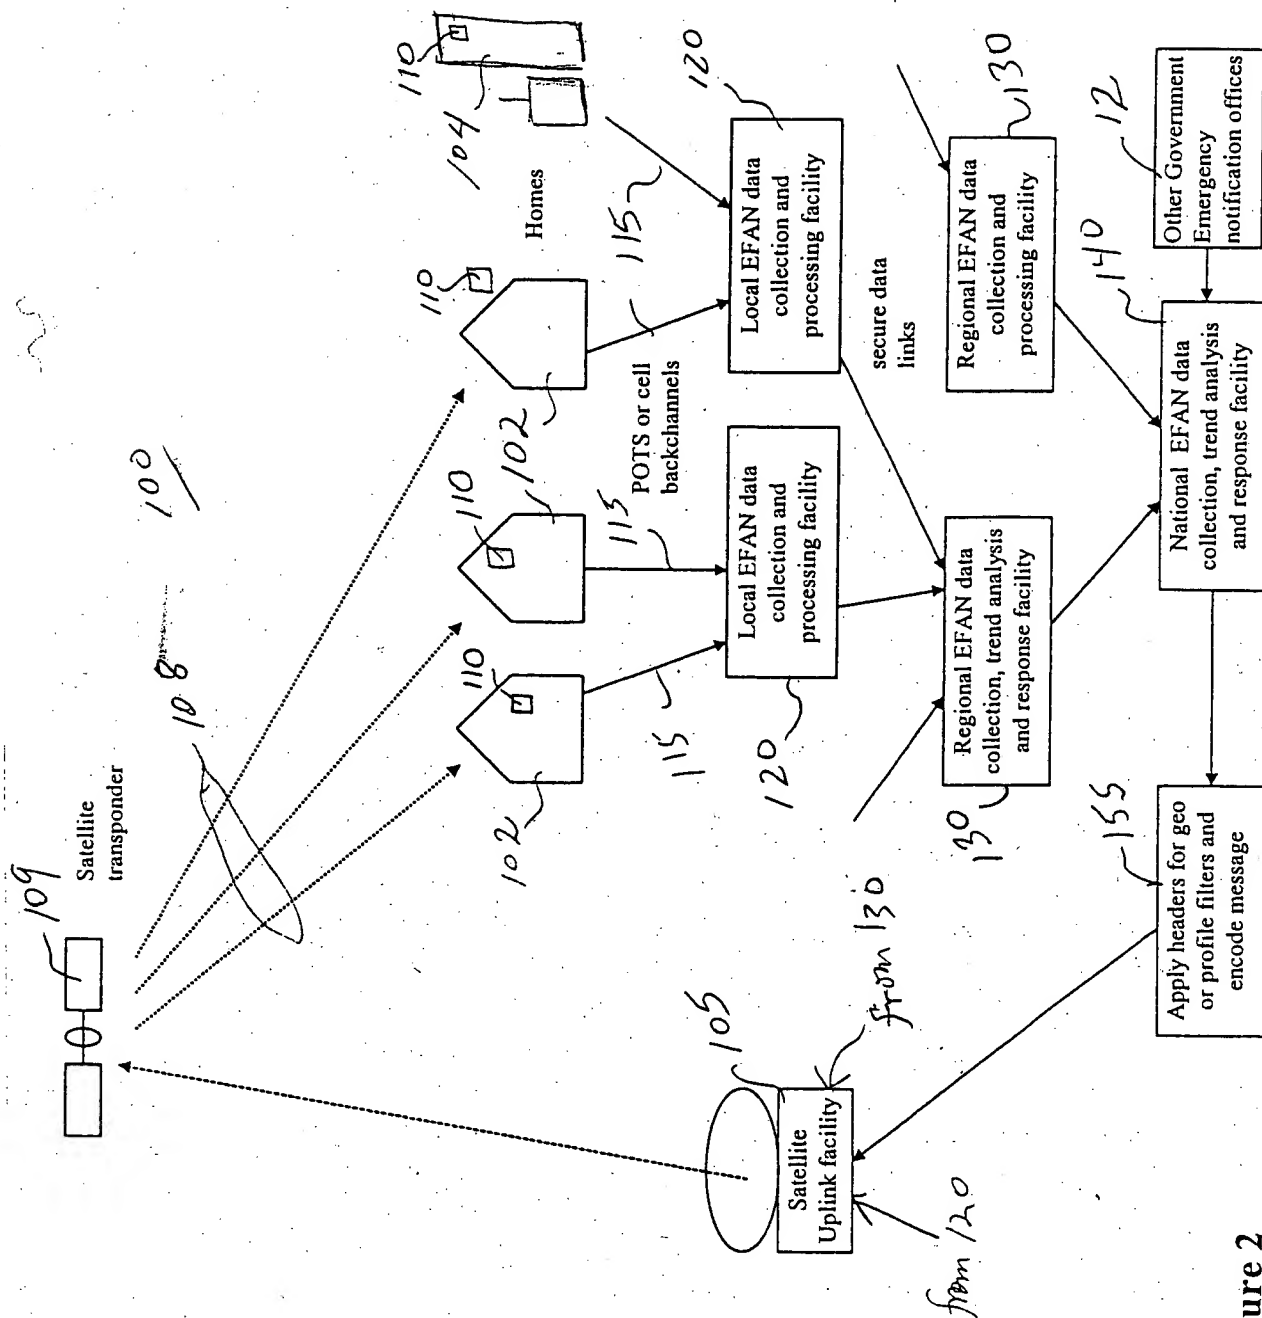 109
Satellite
transponder
108
100
110
104
110
110
110
102
102
Homes
115
115
113
115
POTS or cell
backchannels
120
Local EFAN data
collection and
processing facility
120
Local EFAN data
collection and
processing facility
secure data
links
105
Satellite
Uplink facility
from 130
from 120
130
Regional EFAN data
collection, trend analysis
and response facility
130
Regional EFAN data
collection and
processing facility
12
Other Government
Emergency
notification offices
140
National EFAN data
collection, trend analysis
and response facility
155
Apply headers for geo
or profile filters and
encode message
ure 2